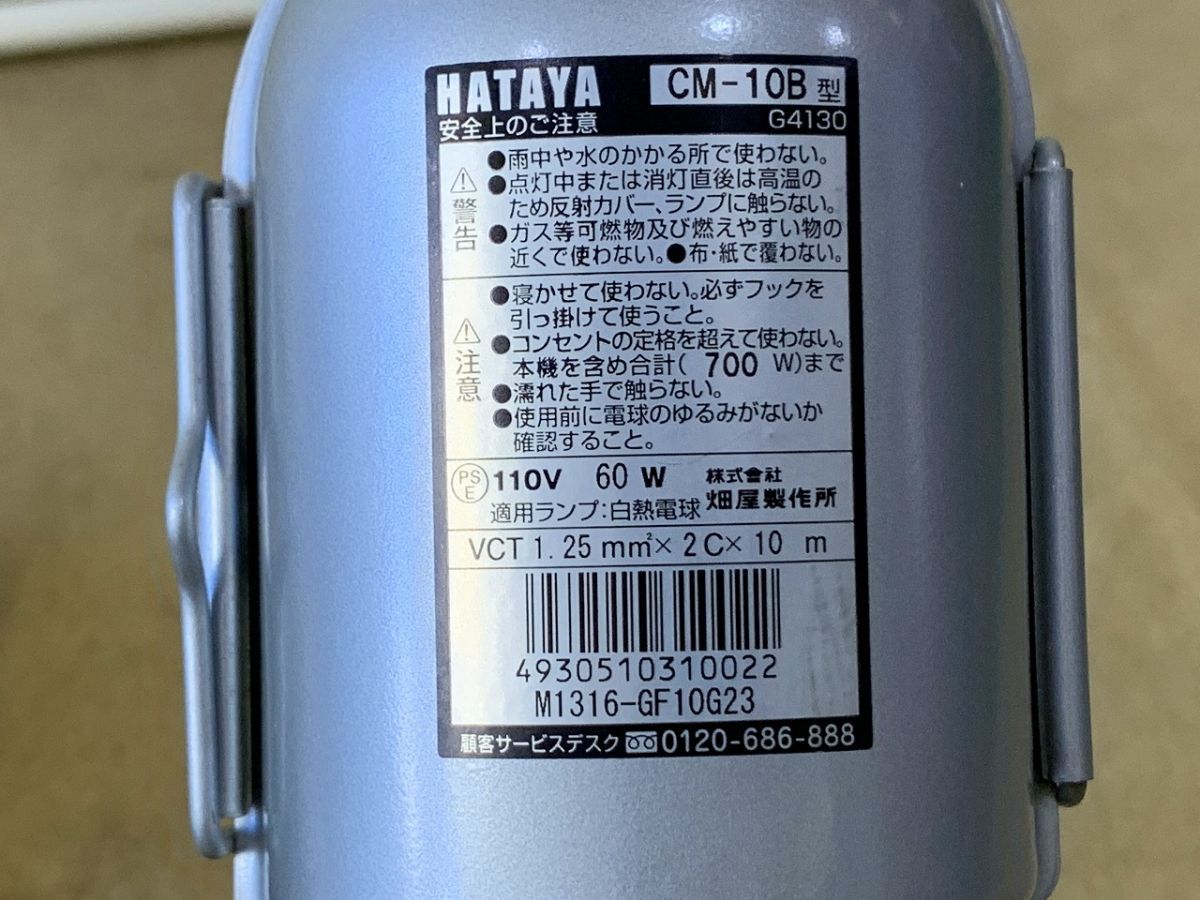 HATAYA CM-10B 型
安全上のご注意 G4130
⚠警告
●雨中や水のかかる所で使わない。
●点灯中または消灯直後は高温の
ため反射カバー、ランプに触らない。
●ガス等可燃物及び燃えやすい物の
近くで使わない。●布・紙で覆わない。
⚠注意
●寝かせて使わない。必ずフックを
引っ掛けて使うこと。
●コンセントの定格を超えて使わない。
本機を含め合計( 700 W)まで
●濡れた手で触らない。
●使用前に電球のゆるみがないか
確認すること。
PSE 110V 60 W 株式会社
適用ランプ:白熱電球 畑屋製作所
VCT 1.25 mm²× 2 C× 10 m
4930510310022
M1316-GF10G23
顧客サービスデスク 0120-686-888